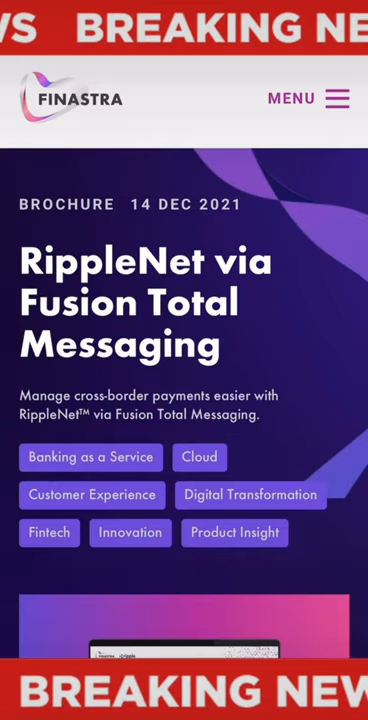 WS BREAKING NE
FINASTRA
MENU
BROCHURE 14 DEC 2021
RippleNet via
Fusion Total
Messaging
Manage cross-border payments easier with
RippleNet™ via Fusion Total Messaging.
Banking as a Service Cloud
Customer Experience Digital Transformation
Fintech Innovation Product Insight
BREAKING NEW